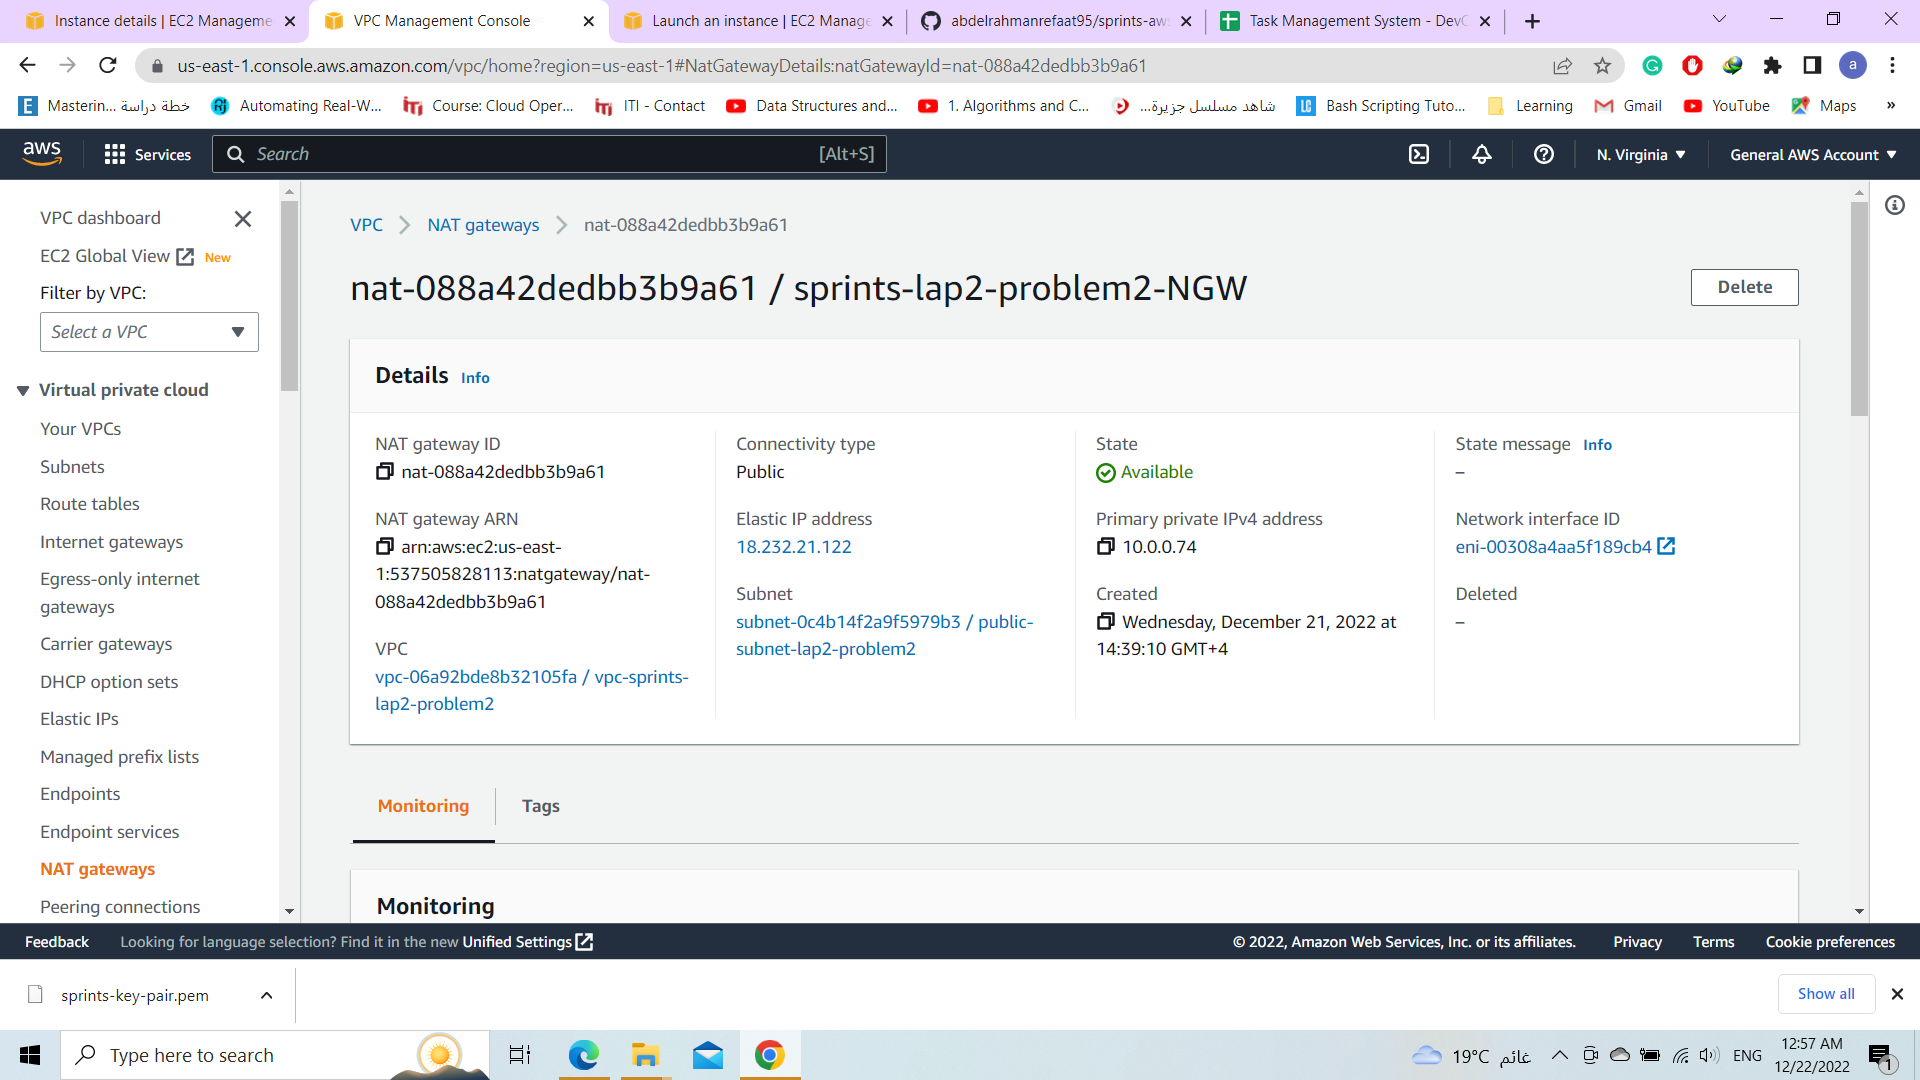 Instance details | EC2 Manageme
VPC Management Console
Launch an instance | EC2 Manage
abdelrahmanrefaat95/sprints-aws
Task Management System - DevO
us-east-1.console.aws.amazon.com/vpc/home?region=us-east-1#NatGatewayDetails:natGatewayId=nat-088a42dedbb3b9a61
a
Masterin... خطة دراسة
Automating Real-W...
Course: Cloud Oper...
ITI - Contact
Data Structures and...
1. Algorithms and C...
شاهد مسلسل جزيرة...
LC
Bash Scripting Tuto...
Learning
Gmail
YouTube
Maps
»
aws
Services
Search
[Alt+S]
N. Virginia
General AWS Account
VPC dashboard
EC2 Global View New
Filter by VPC:
Select a VPC
Virtual private cloud
Your VPCs
Subnets
Route tables
Internet gateways
Egress-only internet
gateways
Carrier gateways
DHCP option sets
Elastic IPs
Managed prefix lists
Endpoints
Endpoint services
NAT gateways
Peering connections
VPC > NAT gateways > nat-088a42dedbb3b9a61
nat-088a42dedbb3b9a61 / sprints-lap2-problem2-NGW
Delete
Details Info
NAT gateway ID
nat-088a42dedbb3b9a61
NAT gateway ARN
arn:aws:ec2:us-east-
1:537505828113:natgateway/nat-
088a42dedbb3b9a61
VPC
vpc-06a92bde8b32105fa / vpc-sprints-
lap2-problem2
Connectivity type
Public
Elastic IP address
18.232.21.122
Subnet
subnet-0c4b14f2a9f5979b3 / public-
subnet-lap2-problem2
State
Available
Primary private IPv4 address
10.0.0.74
Created
Wednesday, December 21, 2022 at
14:39:10 GMT+4
State message Info
–
Network interface ID
eni-00308a4aa5f189cb4
Deleted
–
Monitoring
Tags
Monitoring
Feedback
Looking for language selection? Find it in the new Unified Settings
© 2022, Amazon Web Services, Inc. or its affiliates.
Privacy
Terms
Cookie preferences
sprints-key-pair.pem
Show all
Type here to search
19°C غائم
ENG
12:57 AM
12/22/2022
1